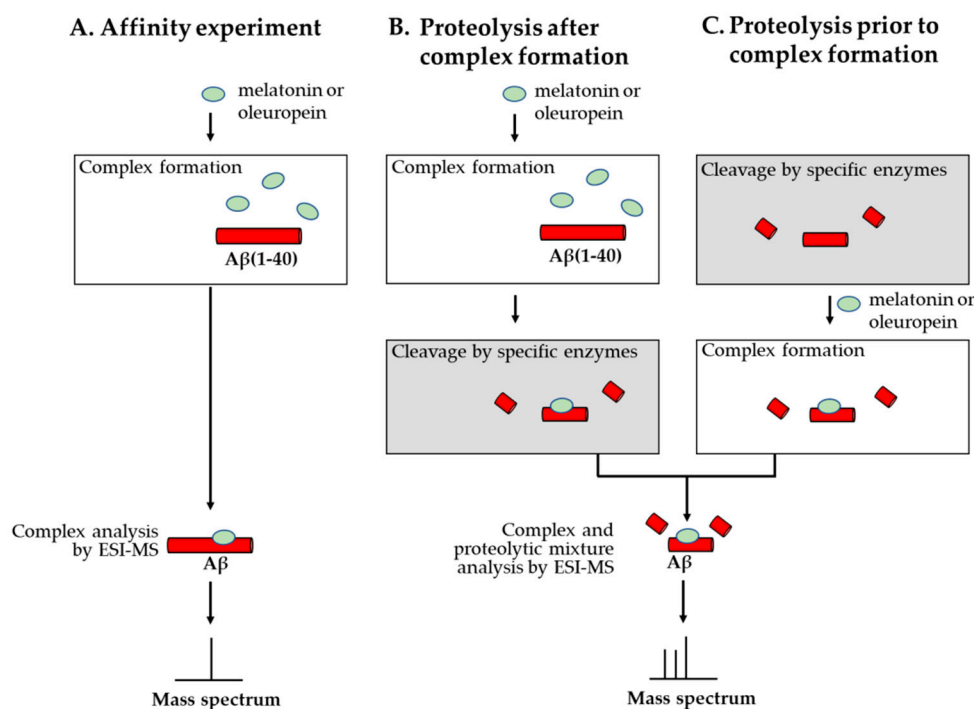 A. Affinity experiment
melatonin or
oleuropein
Complex formation
Aβ(1-40)
Complex analysis
by ESI-MS
Aβ
Mass spectrum
B. Proteolysis after
complex formation
melatonin or
oleuropein
Complex formation
Aβ(1-40)
Cleavage by specific enzymes
C. Proteolysis prior to
complex formation
Cleavage by specific enzymes
melatonin or
oleuropein
Complex formation
Complex and
proteolytic mixture
analysis by ESI-MS
Aβ
Mass spectrum